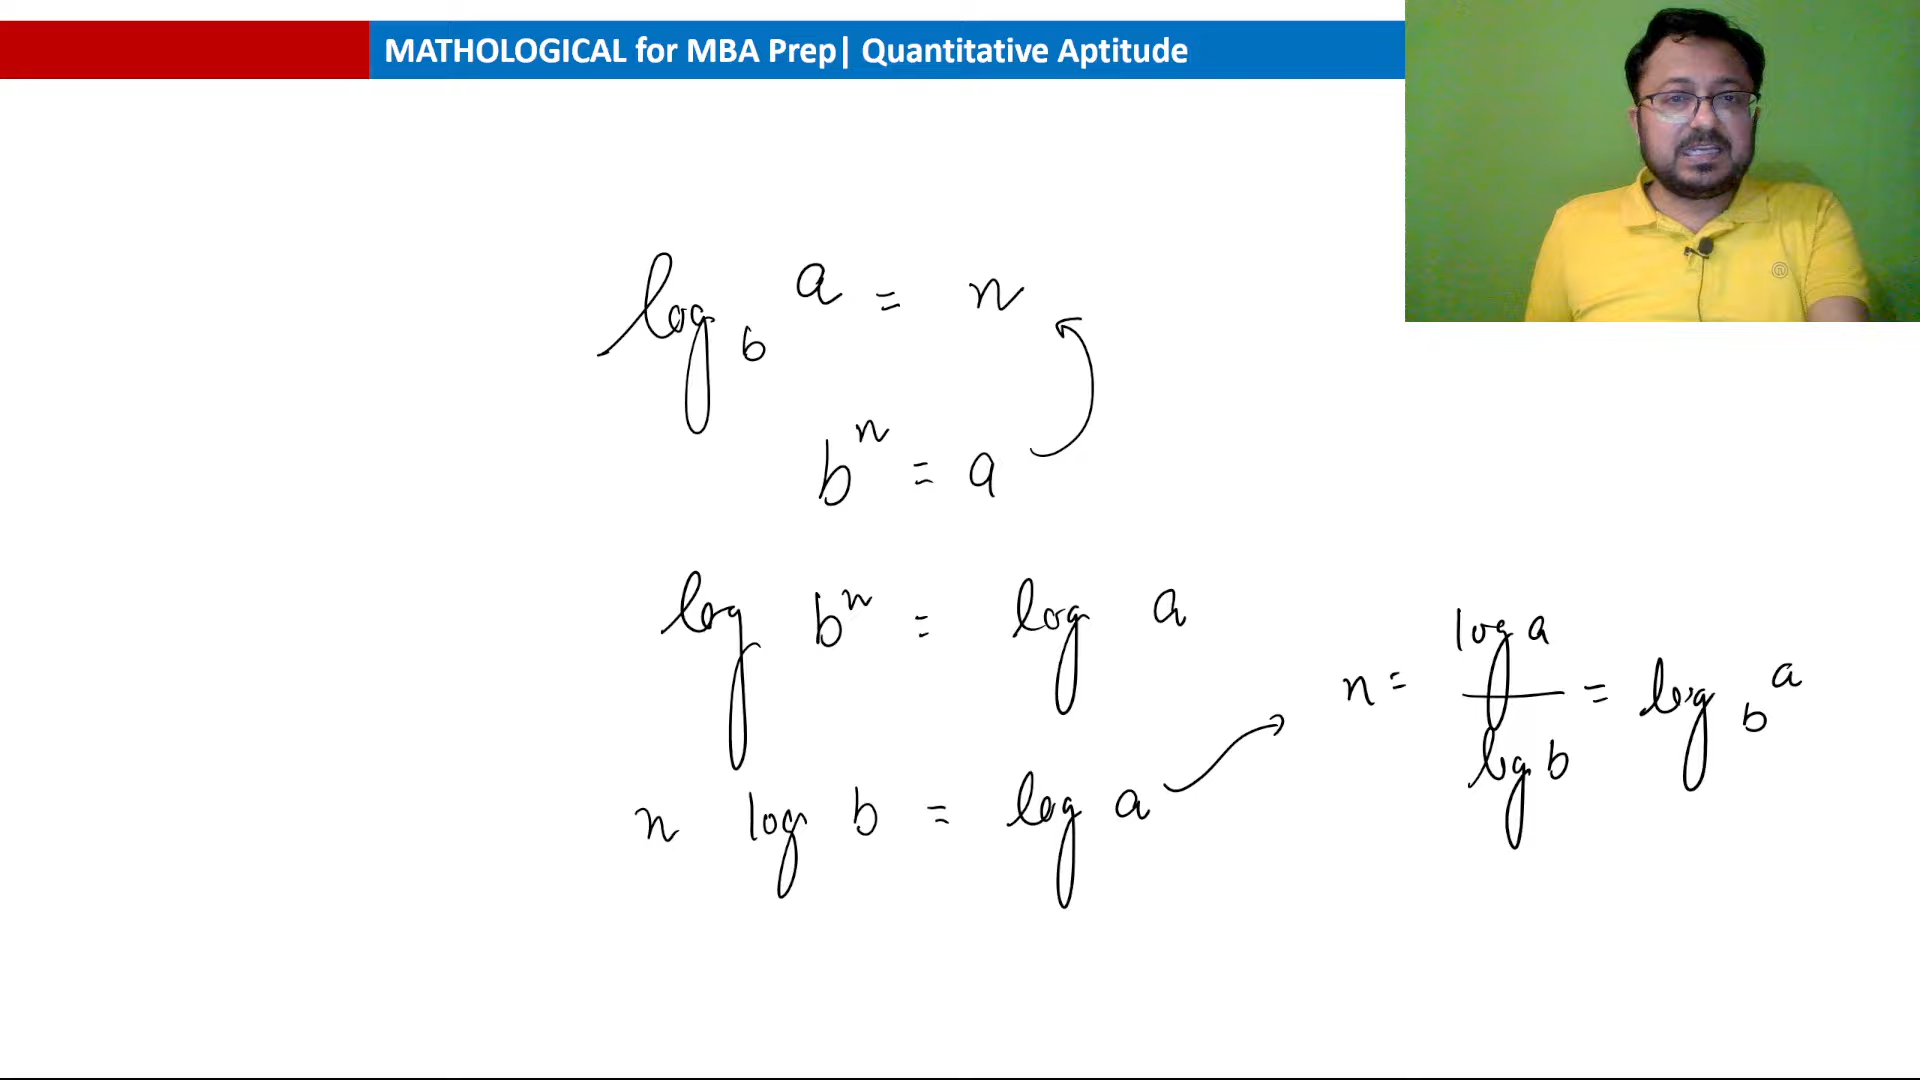 MATHOLOGICAL for MBA Prep| Quantitative Aptitude
log_b a = n
b^n = a
log b^n = log a
n log b = log a
n = log a / log b = log_b a